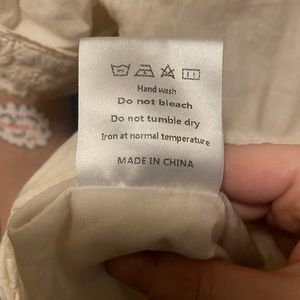 Hand wash
Do not bleach
Do not tumble dry
Iron at normal temperature
MADE IN CHINA